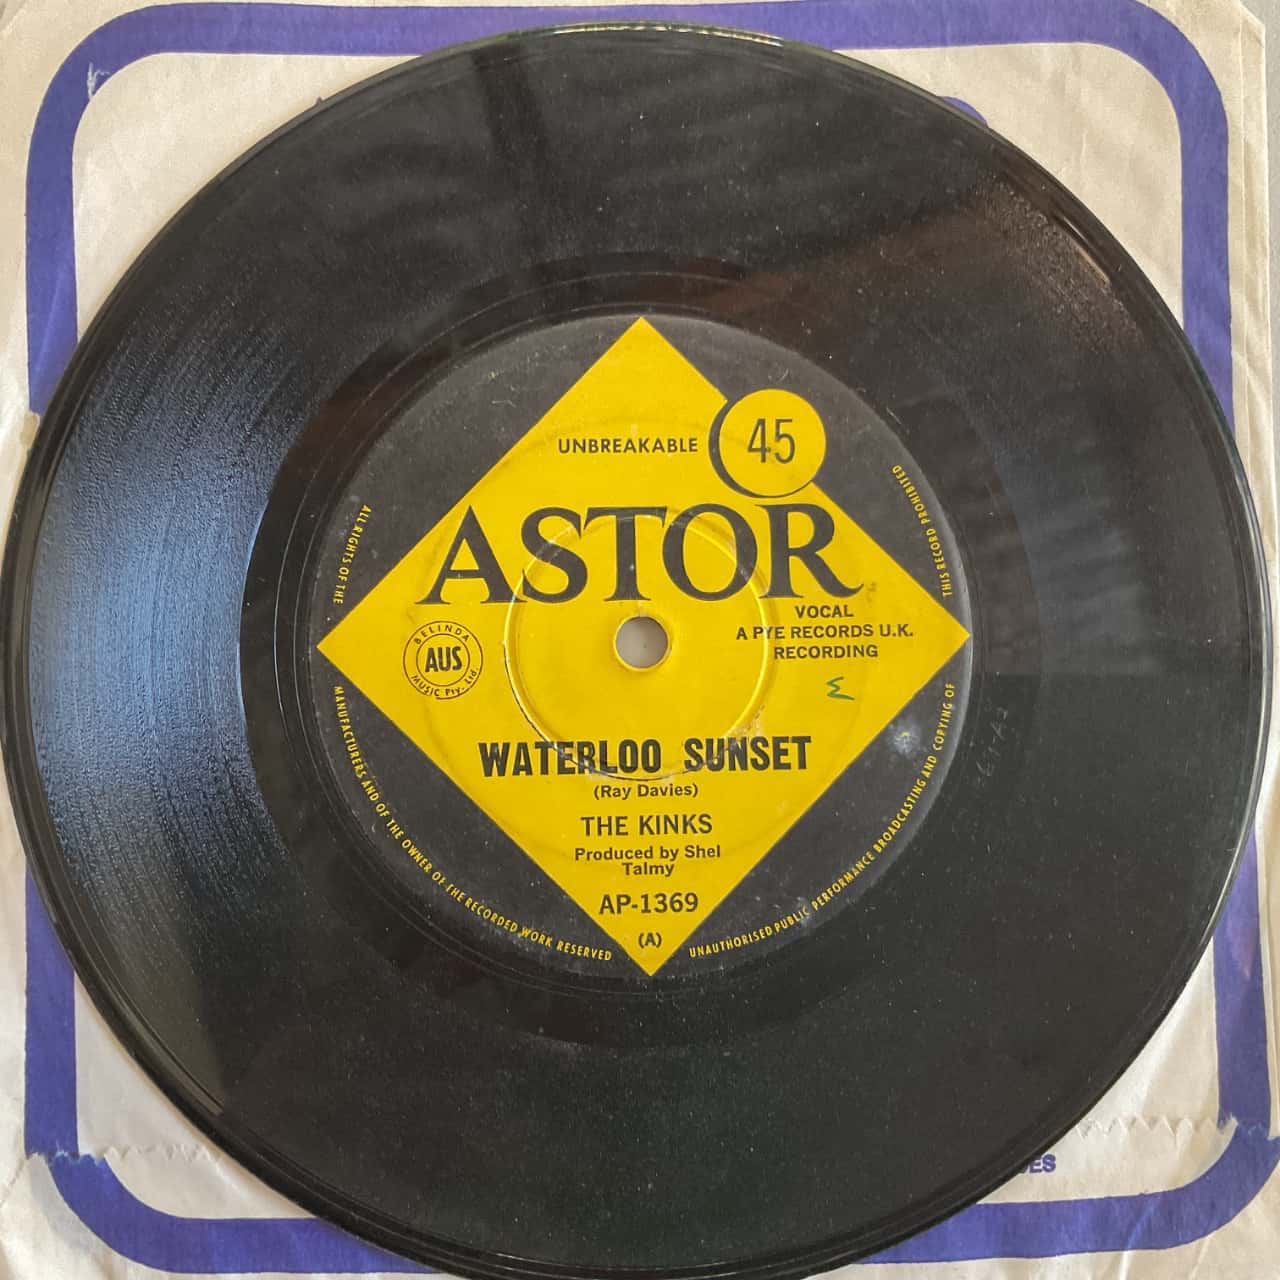 UNBREAKABLE
45
ASTOR
VOCAL
A PYE RECORDS U.K.
RECORDING
BELINDA
AUS
MUSIC Pty. Ltd.
WATERLOO SUNSET
(Ray Davies)
THE KINKS
Produced by Shel
Talmy
AP-1369
(A)
ALL RIGHTS OF THE
MANUFACTURERS AND OF THE OWNER OF THE RECORDED WORK RESERVED
UNAUTHORISED PUBLIC PERFORMANCE BROADCASTING AND COPYING OF
THIS RECORD PROHIBITED